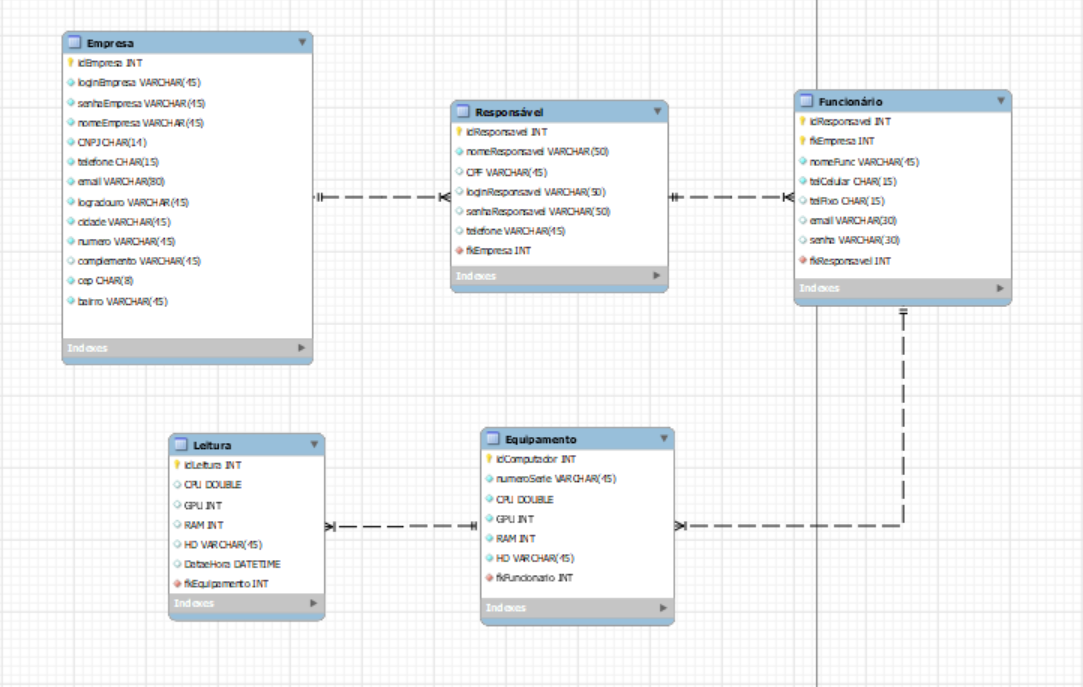 Empresa
idEmpresa INT
loginEmpresa VARCHAR(45)
senhaEmpresa VARCHAR(45)
nomeEmpresa VARCHAR(45)
CNPJ CHAR(14)
telefone CHAR(15)
email VARCHAR(80)
logradouro VARCHAR(45)
cidade VARCHAR(45)
numero VARCHAR(45)
complemento VARCHAR(45)
cep CHAR(8)
bairro VARCHAR(45)
Indexes
Responsável
idResponsavel INT
nomeResponsavel VARCHAR(50)
CPF VARCHAR(45)
loginResponsavel VARCHAR(50)
senhaResponsavel VARCHAR(50)
telefone VARCHAR(45)
fkEmpresa INT
Indexes
Funcionário
idResponsavel INT
fkEmpresa INT
nomeFunc VARCHAR(45)
telCelular CHAR(15)
telFixo CHAR(15)
email VARCHAR(30)
senha VARCHAR(30)
fkResponsavel INT
Indexes
Leitura
idLeitura INT
CPU DOUBLE
GPU INT
RAM INT
HD VARCHAR(45)
DataeHora DATETIME
fkEquipamento INT
Indexes
Equipamento
idComputador INT
numeroSerie VARCHAR(45)
CPU DOUBLE
GPU INT
RAM INT
HD VARCHAR(45)
fkFuncionario INT
Indexes